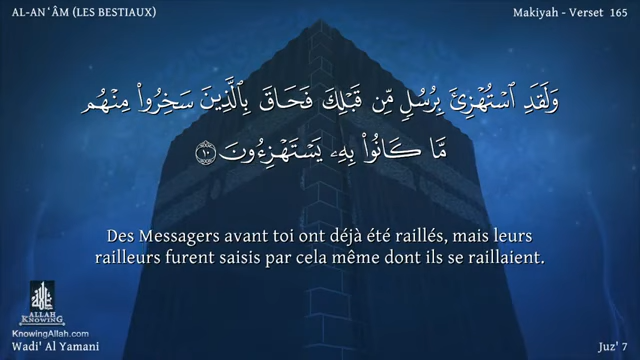 AL-AN'ÂM (LES BESTIAUX)
Makiyah - Verset 165
وَلَقَدِ ٱسْتُهْزِئَ بِرُسُلٍ مِّن قَبْلِكَ فَحَاقَ بِٱلَّذِينَ سَخِرُوا۟ مِنْهُم
مَّا كَانُوا۟ بِهِۦ يَسْتَهْزِءُونَ ١٠
Des Messagers avant toi ont déjà été raillés, mais leurs
railleurs furent saisis par cela même dont ils se raillaient.
ALLAH
KNOWING
KnowingAllah.com
Wadi' Al Yamani
Juz' 7